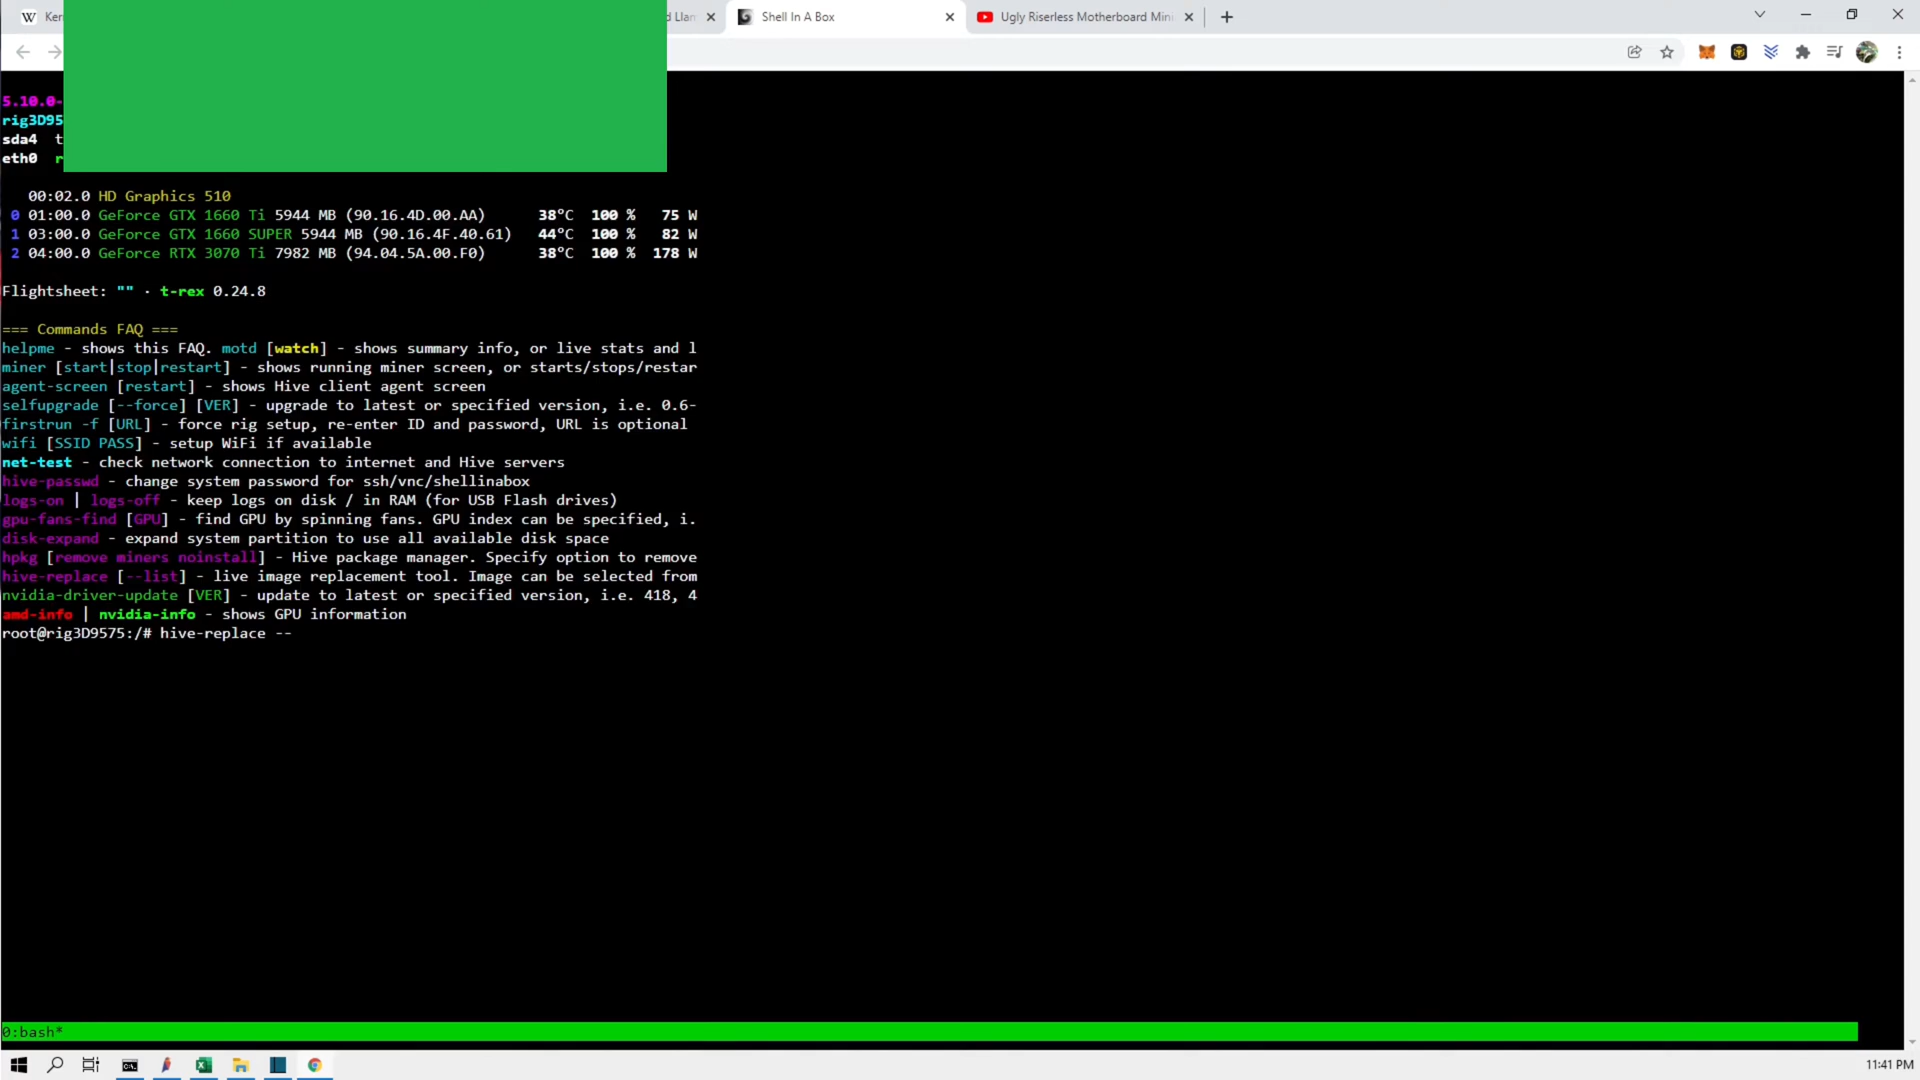 W Ker
d Llan
Shell In A Box
Ugly Riserless Motherboard Mini
5.10.0-
rig3D95
sda4 t
eth0 r
00:02.0 HD Graphics 510
0 01:00.0 GeForce GTX 1660 Ti 5944 MB (90.16.4D.00.AA) 38°C 100 % 75 W
1 03:00.0 GeForce GTX 1660 SUPER 5944 MB (90.16.4F.40.61) 44°C 100 % 82 W
2 04:00.0 GeForce RTX 3070 Ti 7982 MB (94.04.5A.00.F0) 38°C 100 % 178 W
Flightsheet: "" · t-rex 0.24.8
=== Commands FAQ ===
helpme - shows this FAQ. motd [watch] - shows summary info, or live stats and l
miner [start|stop|restart] - shows running miner screen, or starts/stops/restar
agent-screen [restart] - shows Hive client agent screen
selfupgrade [--force] [VER] - upgrade to latest or specified version, i.e. 0.6-
firstrun -f [URL] - force rig setup, re-enter ID and password, URL is optional
wifi [SSID PASS] - setup WiFi if available
net-test - check network connection to internet and Hive servers
hive-passwd - change system password for ssh/vnc/shellinabox
logs-on | logs-off - keep logs on disk / in RAM (for USB Flash drives)
gpu-fans-find [GPU] - find GPU by spinning fans. GPU index can be specified, i.
disk-expand - expand system partition to use all available disk space
hpkg [remove miners noinstall] - Hive package manager. Specify option to remove
hive-replace [--list] - live image replacement tool. Image can be selected from
nvidia-driver-update [VER] - update to latest or specified version, i.e. 418, 4
amd-info | nvidia-info - shows GPU information
root@rig3D9575:/# hive-replace --
0:bash*
11:41 PM